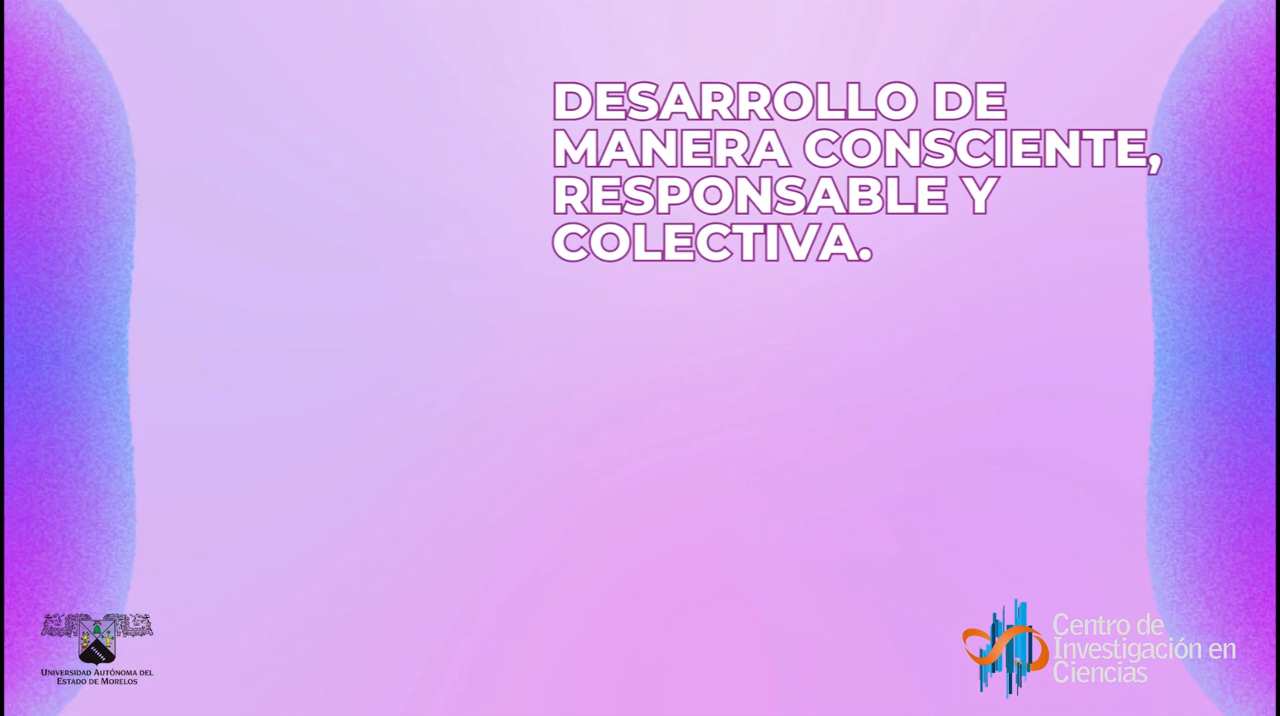 DESARROLLO DE
MANERA CONSCIENTE,
RESPONSABLE Y
COLECTIVA.
UNIVERSIDAD AUTÓNOMA DEL
ESTADO DE MORELOS
Centro de
Investigación en
Ciencias